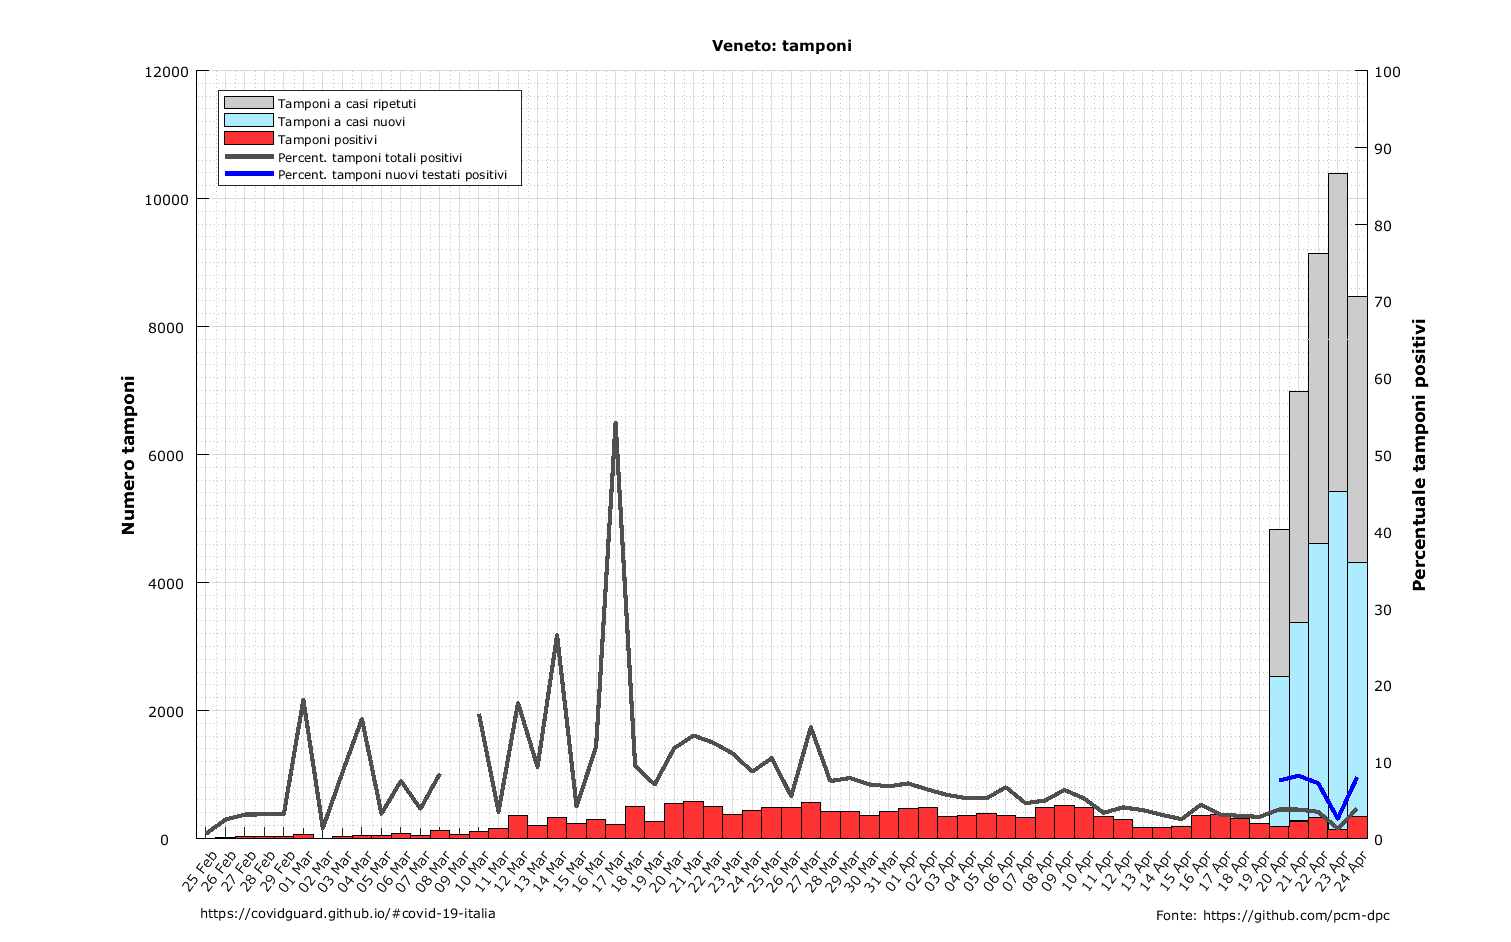 Veneto: tamponi
12000
10000
8000
6000
4000
2000
0
Numero tamponi
Tamponi a casi ripetuti
Tamponi a casi nuovi
Tamponi positivi
Percent. tamponi totali positivi
Percent. tamponi nuovi testati positivi
100
90
80
70
60
50
40
30
20
10
0
Percentuale tamponi positivi
25 Feb
26 Feb
27 Feb
28 Feb
29 Feb
01 Mar
02 Mar
03 Mar
04 Mar
05 Mar
06 Mar
07 Mar
08 Mar
09 Mar
10 Mar
11 Mar
12 Mar
13 Mar
14 Mar
15 Mar
16 Mar
17 Mar
18 Mar
19 Mar
20 Mar
21 Mar
22 Mar
23 Mar
24 Mar
25 Mar
26 Mar
27 Mar
28 Mar
29 Mar
30 Mar
31 Mar
01 Apr
02 Apr
03 Apr
04 Apr
05 Apr
06 Apr
07 Apr
08 Apr
09 Apr
10 Apr
11 Apr
12 Apr
13 Apr
14 Apr
15 Apr
16 Apr
17 Apr
18 Apr
19 Apr
20 Apr
21 Apr
22 Apr
23 Apr
24 Apr
https://covidguard.github.io/#covid-19-italia
Fonte: https://github.com/pcm-dpc